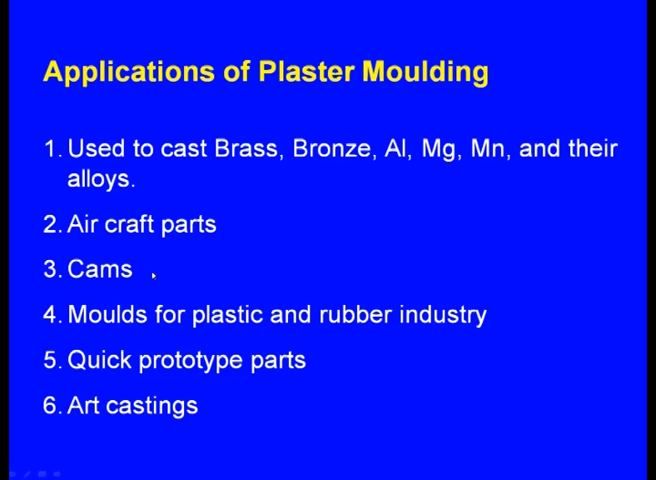 Applications of Plaster Moulding
1. Used to cast Brass, Bronze, Al, Mg, Mn, and their
alloys.
2. Air craft parts
3. Cams
4. Moulds for plastic and rubber industry
5. Quick prototype parts
6. Art castings